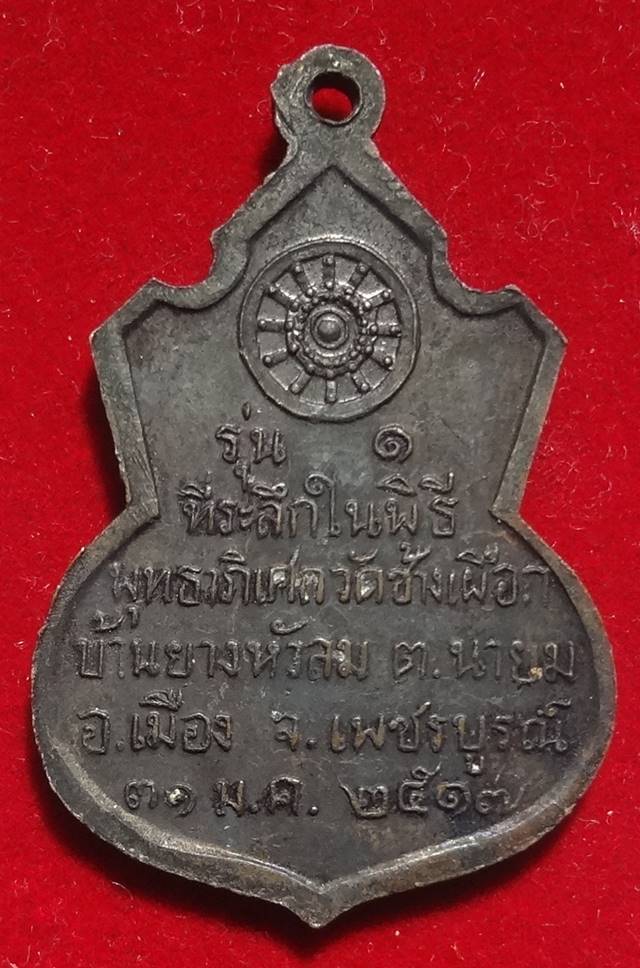 รุ่น ๑
ที่ระลึกในพิธี
พุทธาภิเศกวัดช้างเผือก
บ้านยางหัวลม ต.นายม
อ.เมือง จ.เพชรบูรณ์
๓๑ ม.ค. ๒๕๑๗